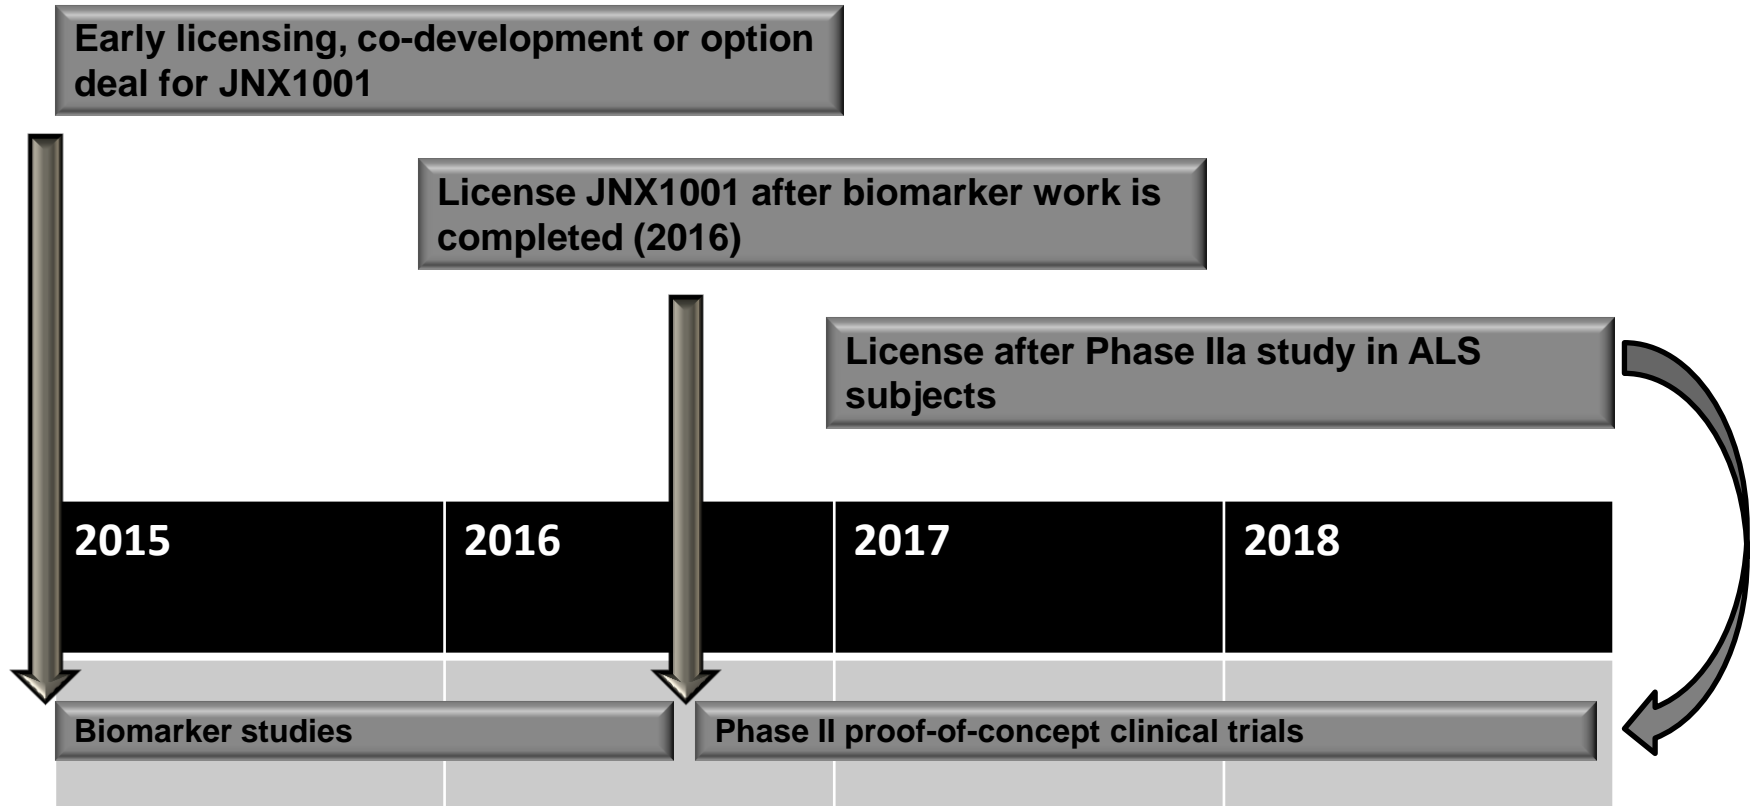 Early licensing, co-development or option
deal for JNX1001
License JNX1001 after biomarker work is
completed (2016)
License after Phase IIa study in ALS
subjects
2015
2016
2017
2018
Biomarker studies
Phase II proof-of-concept clinical trials